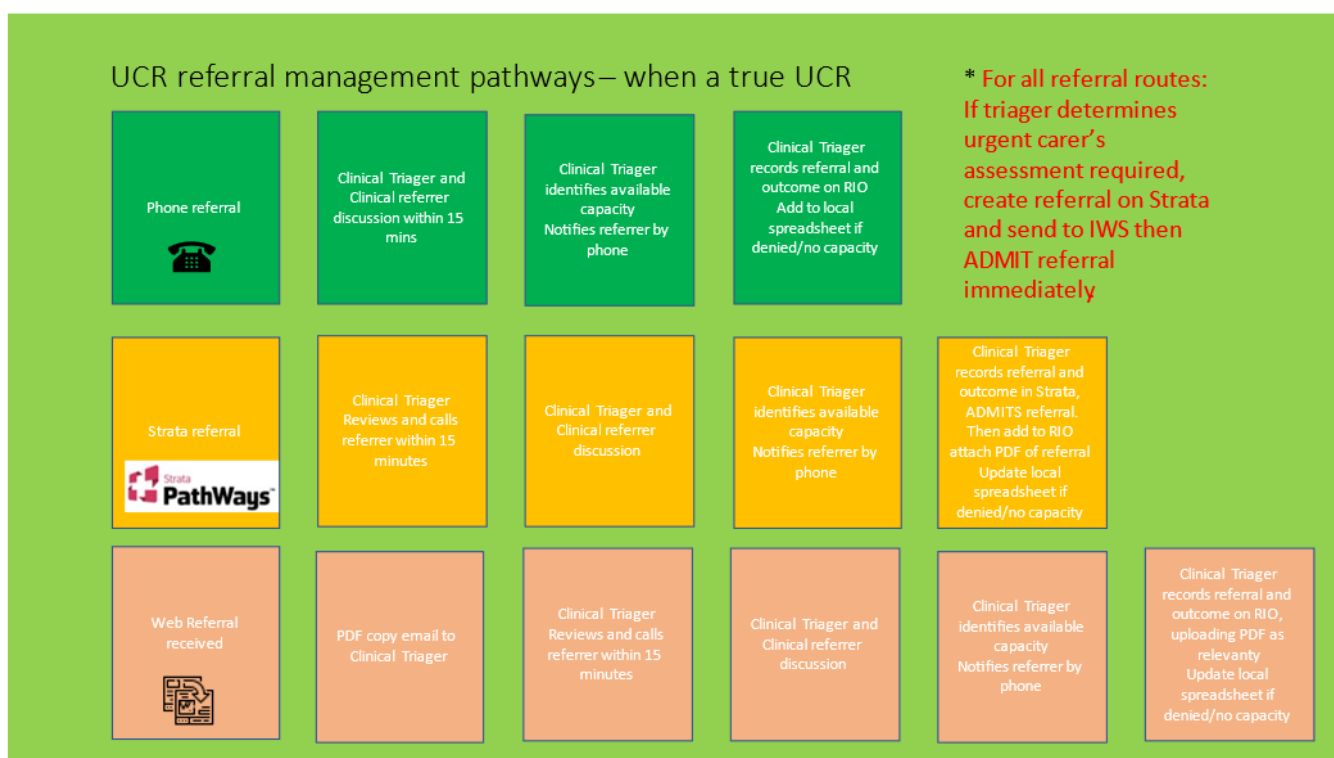 UCR referral management pathways – when a true UCR
* For all referral routes:
If triager determines
urgent carer's
assessment required,
create referral on Strata
and send to IWS then
ADMIT referral
immediately.
Phone referral
Clinical Triager and
Clinical referrer
discussion within 15
mins
Clinical Triager
identifies available
capacity
Notifies referrer by
phone
Clinical Triager
records referral and
outcome on RIO
Add to local
spreadsheet if
denied/no capacity
Strata referral
Strata
PathWays™
Clinical Triager
Reviews and calls
referrer within 15
minutes
Clinical Triager and
Clinical referrer
discussion
Clinical Triager
identifies available
capacity
Notifies referrer by
phone
Clinical Triager
records referral and
outcome in Strata,
ADMITS referral.
Then add to RIO
attach PDF of referral
Update local
spreadsheet if
denied/no capacity
Web Referral
received
W
PDF copy email to
Clinical Triager
Clinical Triager
Reviews and calls
referrer within 15
minutes
Clinical Triager and
Clinical referrer
discussion
Clinical Triager
identifies available
capacity
Notifies referrer by
phone
Clinical Triager
records referral and
outcome on RIO,
uploading PDF as
relevanty
Update local
spreadsheet if
denied/no capacity